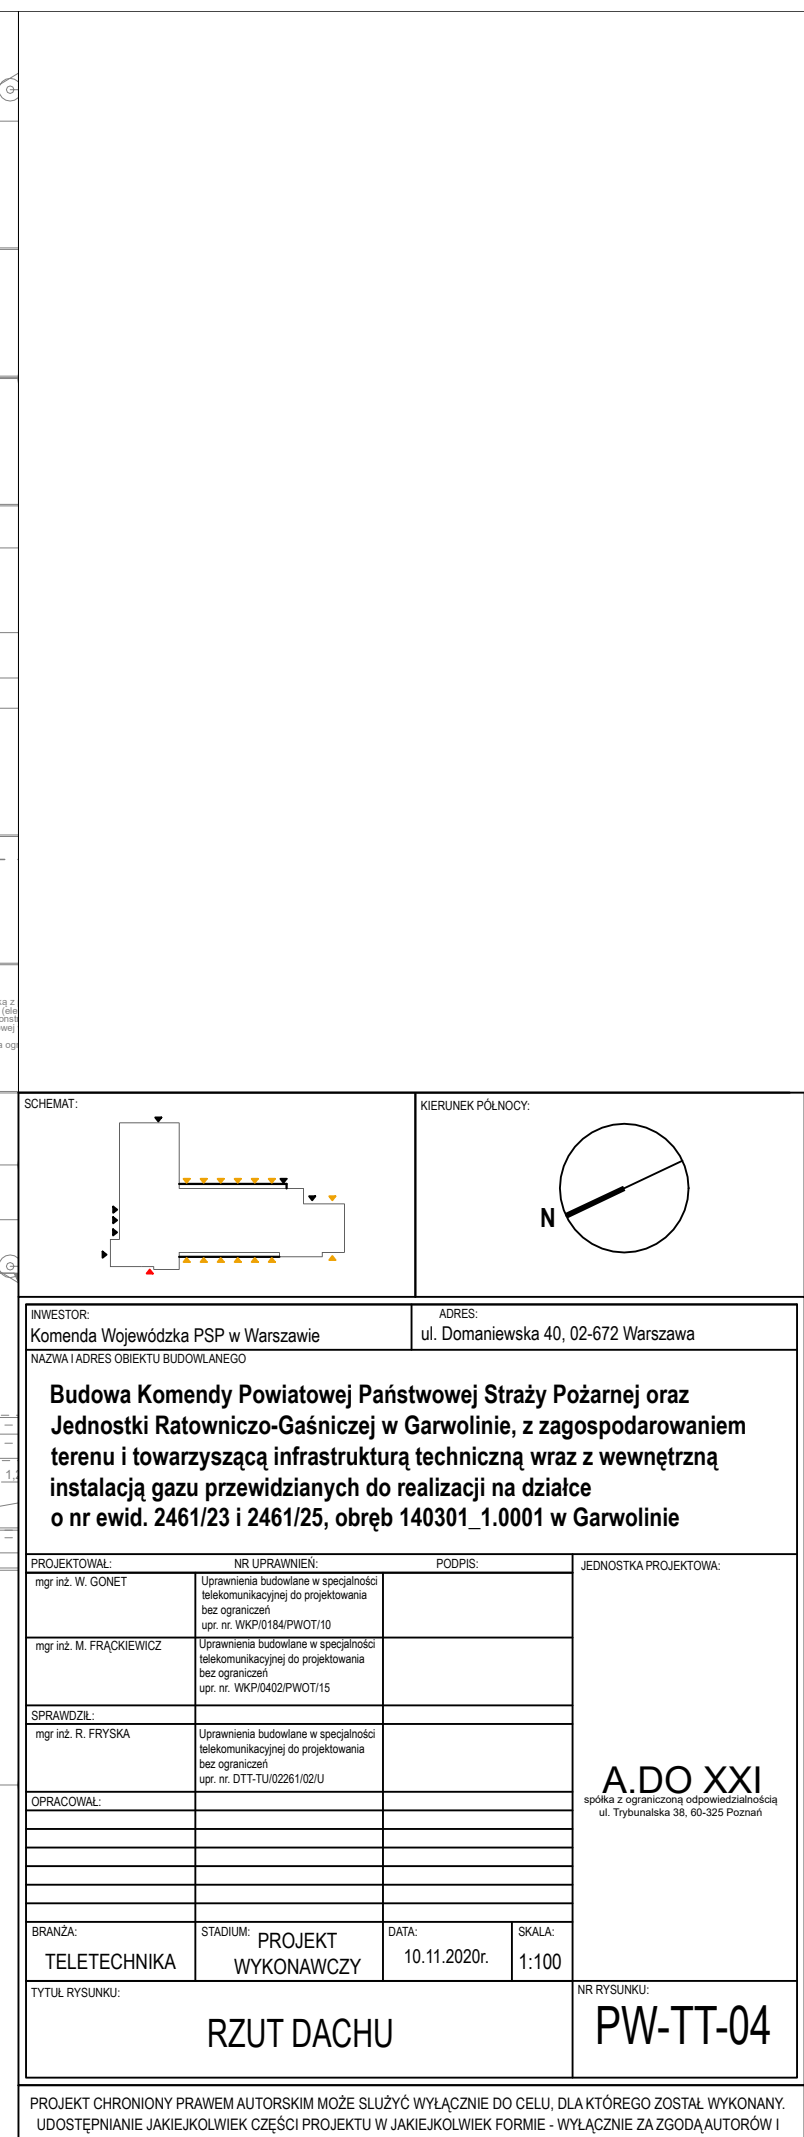 ką z
(ele
onstr
wej
a ogr
1,2
SCHEMAT:
KIERUNEK PÓŁNOCY:
N
INWESTOR:
Komenda Wojewódzka PSP w Warszawie
ADRES:
ul. Domaniewska 40, 02-672 Warszawa
NAZWA I ADRES OBIEKTU BUDOWLANEGO
Budowa Komendy Powiatowej Państwowej Straży Pożarnej oraz
Jednostki Ratowniczo-Gaśniczej w Garwolinie, z zagospodarowaniem
terenu i towarzyszącą infrastrukturą techniczną wraz z wewnętrzną
instalacją gazu przewidzianych do realizacji na działce
o nr ewid. 2461/23 i 2461/25, obręb 140301_1.0001 w Garwolinie
PROJEKTOWAŁ:
NR UPRAWNIEŃ:
PODPIS:
JEDNOSTKA PROJEKTOWA:
mgr inż. W. GONET
Uprawnienia budowlane w specjalności
telekomunikacyjnej do projektowania
bez ograniczeń
upr. nr. WKP/0184/PWOT/10
mgr inż. M. FRĄCKIEWICZ
Uprawnienia budowlane w specjalności
telekomunikacyjnej do projektowania
bez ograniczeń
upr. nr. WKP/0402/PWOT/15
SPRAWDZIŁ:
mgr inż. R. FRYSKA
Uprawnienia budowlane w specjalności
telekomunikacyjnej do projektowania
bez ograniczeń
upr. nr. DTT-TU/02261/02/U
A.DO XXI
spółka z ograniczoną odpowiedzialnością
ul. Trybunalska 38, 60-325 Poznań
OPRACOWAŁ:
BRANŻA:
TELETECHNIKA
STADIUM:
PROJEKT
WYKONAWCZY
DATA:
10.11.2020r.
SKALA:
1:100
TYTUŁ RYSUNKU:
RZUT DACHU
NR RYSUNKU:
PW-TT-04
PROJEKT CHRONIONY PRAWEM AUTORSKIM MOŻE SLUŻYĆ WYŁĄCZNIE DO CELU, DLA KTÓREGO ZOSTAŁ WYKONANY.
UDOSTĘPNIANIE JAKIEJKOLWIEK CZĘŚCI PROJEKTU W JAKIEJKOLWIEK FORMIE - WYŁĄCZNIE ZA ZGODĄ AUTORÓW I